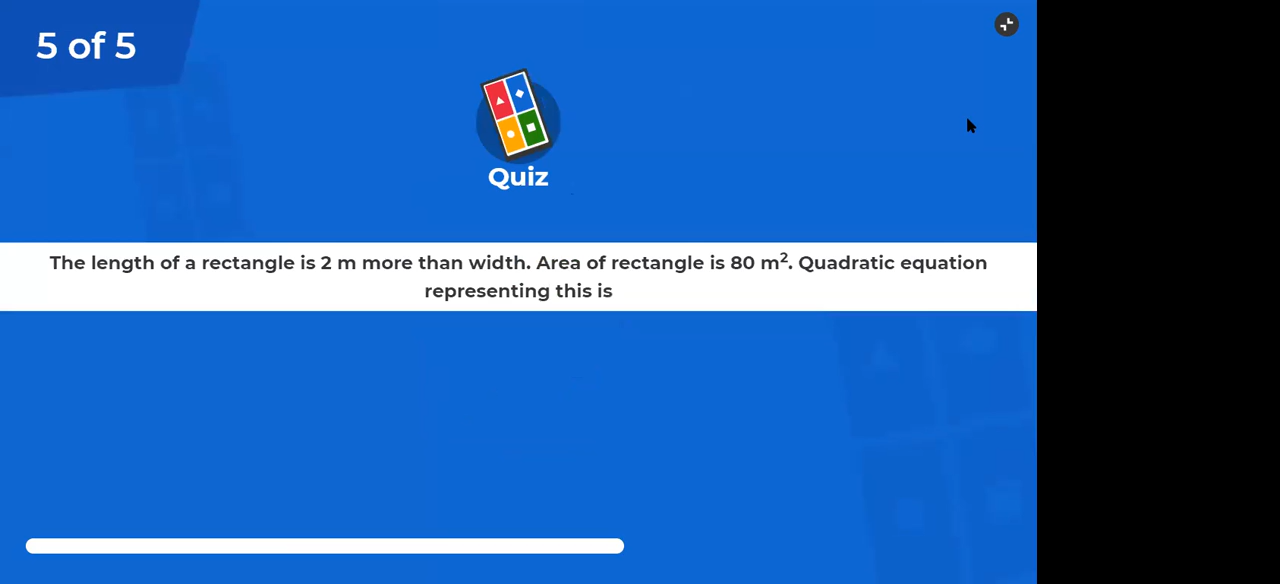 5 of 5
Quiz
The length of a rectangle is 2 m more than width. Area of rectangle is 80 m². Quadratic equation
representing this is